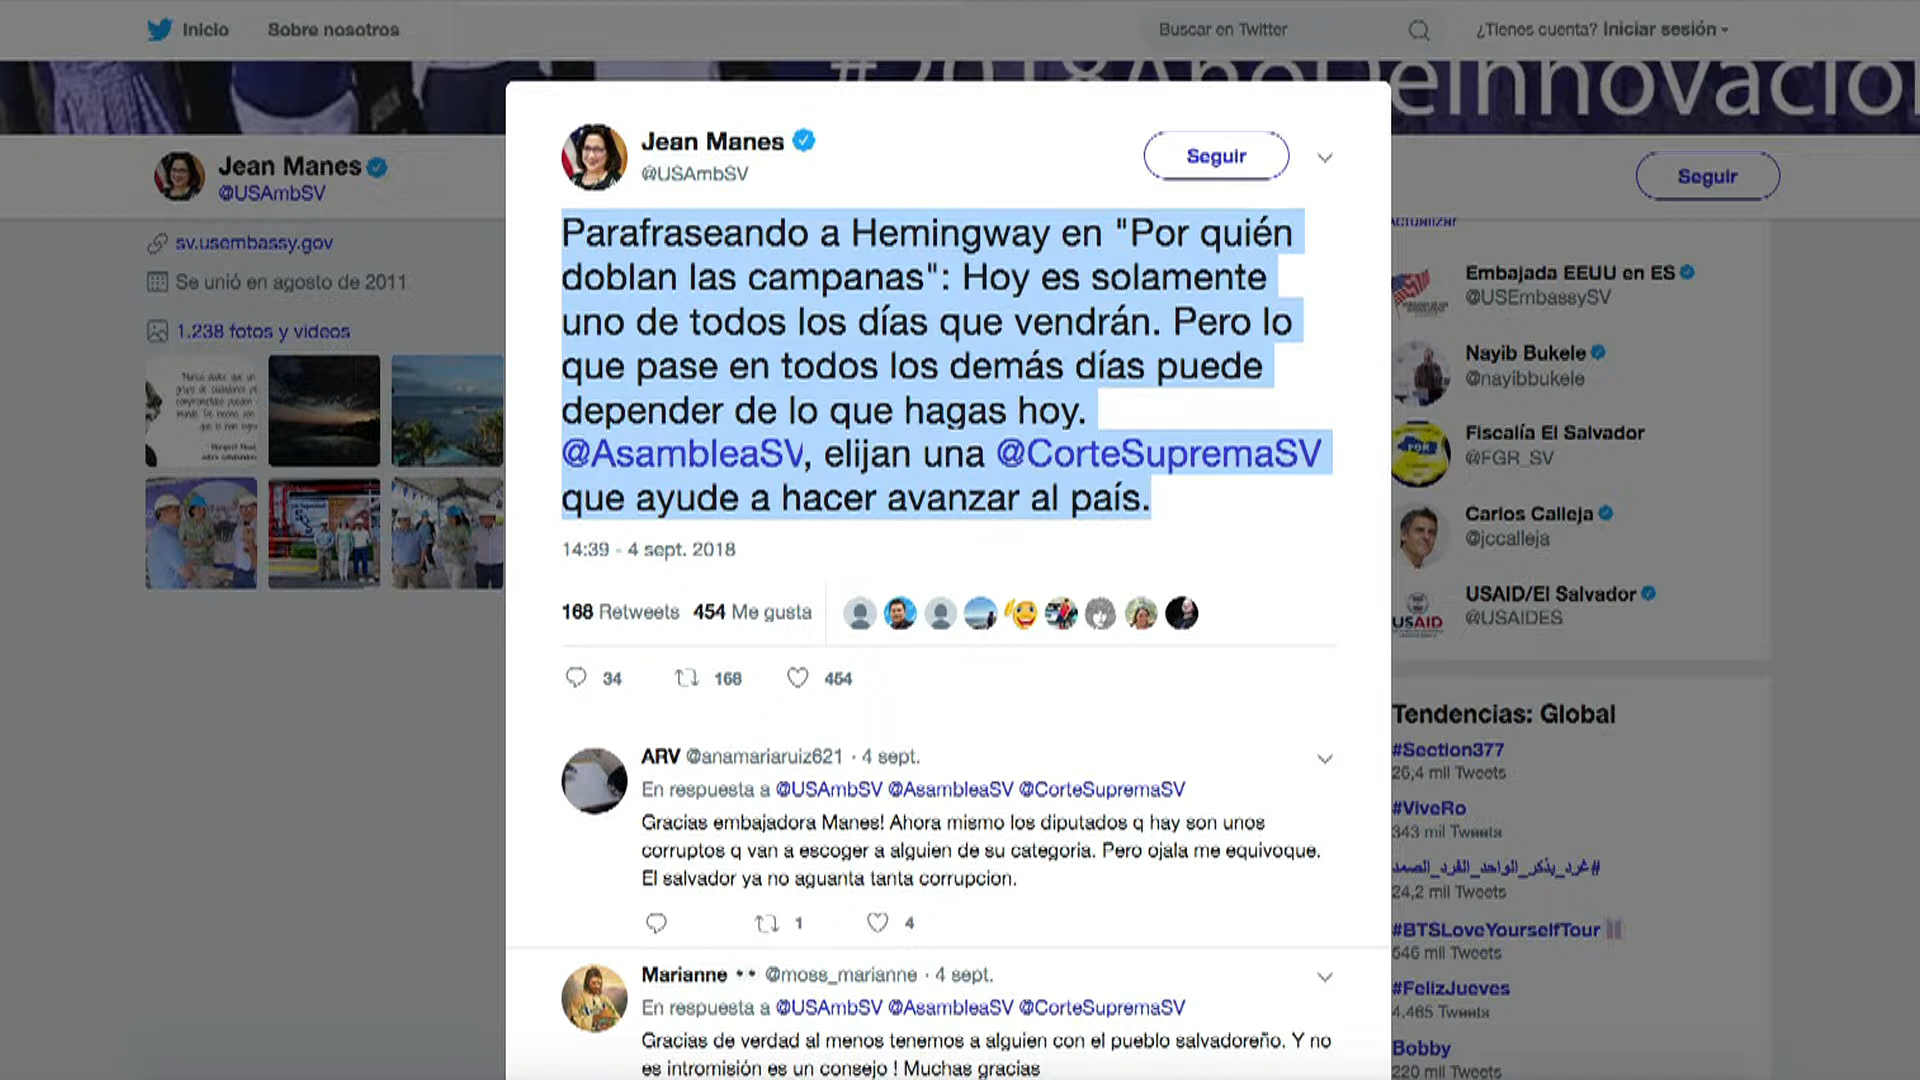 Inicio
Sobre nosotros
Buscar en Twitter
¿Tienes cuenta? Iniciar sesión
#2018AñoDeInnovacion
Jean Manes
@USAmbSV
Seguir
sv.usembassy.gov
Se unió en agosto de 2011
1.238 fotos y videos
Jean Manes
@USAmbSV
Seguir
Parafraseando a Hemingway en "Por quién
doblan las campanas": Hoy es solamente
uno de todos los días que vendrán. Pero lo
que pase en todos los demás días puede
depender de lo que hagas hoy.
@AsambleaSV, elijan una @CorteSupremaSV
que ayude a hacer avanzar al país.
14:39 - 4 sept. 2018
168 Retweets 454 Me gusta
34 168 454
ARV @anamariaruiz621 · 4 sept.
En respuesta a @USAmbSV @AsambleaSV @CorteSupremaSV
Gracias embajadora Manes! Ahora mismo los diputados q hay son unos
corruptos q van a escoger a alguien de su categoria. Pero ojala me equivoque.
El salvador ya no aguanta tanta corrupcion.
1 4
Marianne @moss_marianne · 4 sept.
En respuesta a @USAmbSV @AsambleaSV @CorteSupremaSV
Gracias de verdad al menos tenemos a alguien con el pueblo salvadoreño. Y no
es intromisión es un consejo ! Muchas gracias
Actualizar
Embajada EEUU en ES
@USEmbassySV
Nayib Bukele
@nayibbukele
Fiscalía El Salvador
@FGR_SV
Carlos Calleja
@jccalleja
USAID/El Salvador
@USAIDES
USAID
Tendencias: Global
#Section377
26,4 mil Tweets
#ViveRo
343 mil Tweets
#غرد_بذكر_الواحد_الفرد_الصمد
24,2 mil Tweets
#BTSLoveYourselfTour
546 mil Tweets
#FelizJueves
4.465 Tweets
Bobby
220 mil Tweets